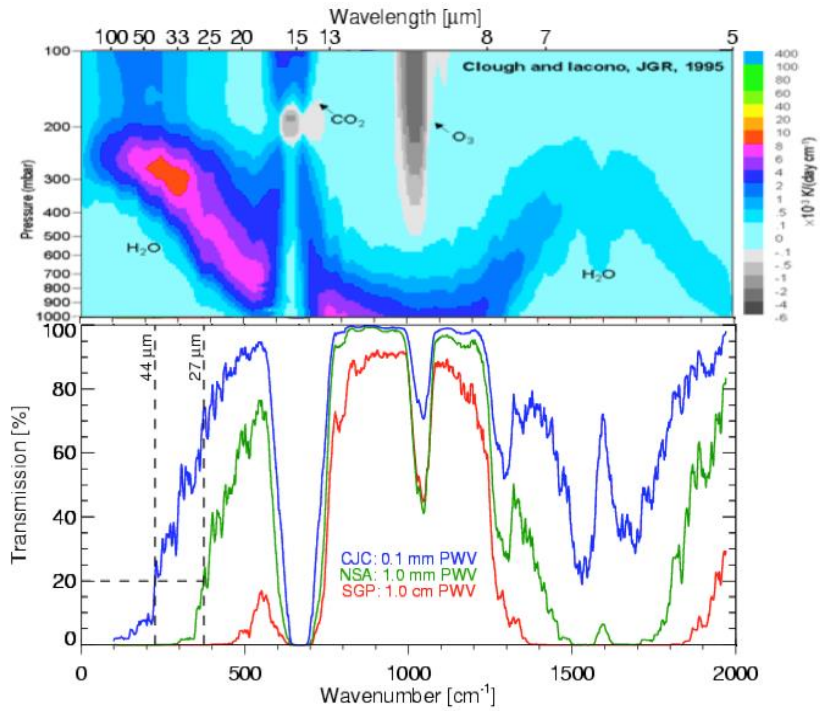 Wavelength [μm]
100 50 33 25 20 15 13 8 7 5
Clough and Iacono, JGR, 1995
CO2
O3
H2O
H2O
Pressure (mbar)
100
200
300
400
500
600
700
800
900
1000
400
100
80
60
40
20
10
8
6
4
2
1
.5
.1
0
-.1
-.5
-1
-2
-4
-6
x10³ K/(day cm⁻¹)
Transmission [%]
100
80
60
40
20
0
44 μm
27 μm
CJC: 0.1 mm PWV
NSA: 1.0 mm PWV
SGP: 1.0 cm PWV
0 500 1000 1500 2000
Wavenumber [cm⁻¹]